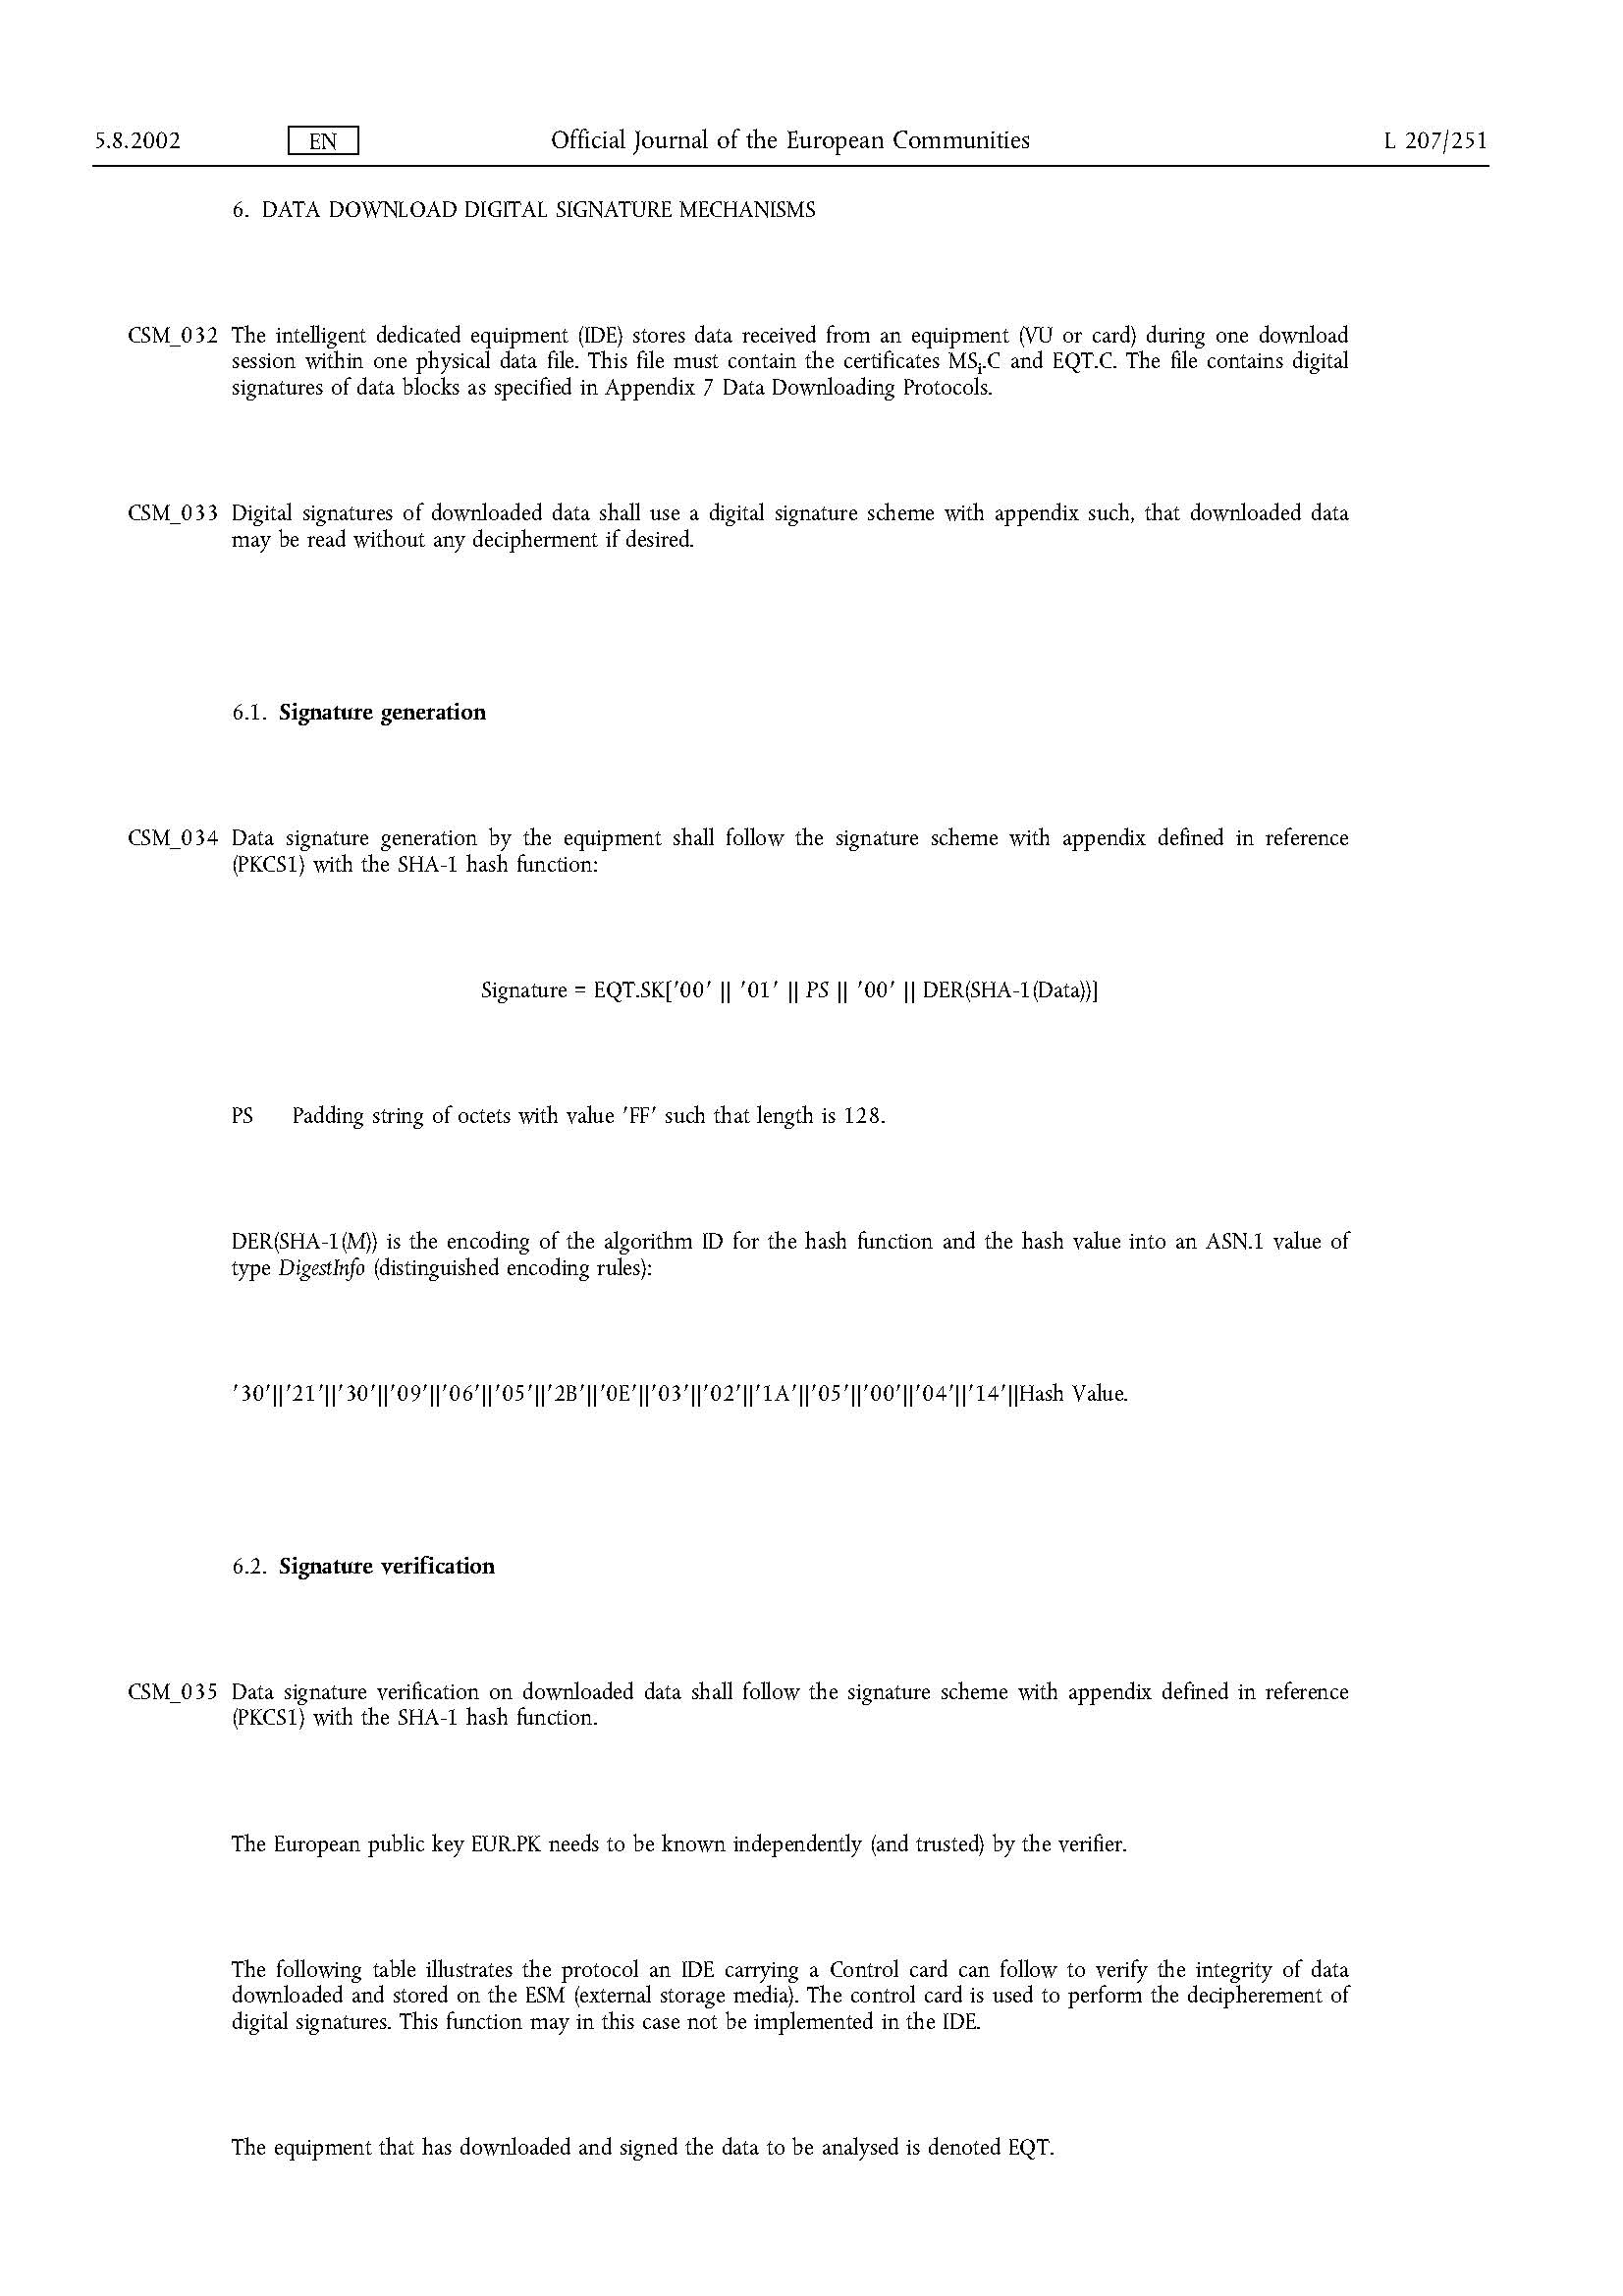 5.8.2002 EN Official Journal of the European Communities L 207/251
6. DATA DOWNLOAD DIGITAL SIGNATURE MECHANISMS
CSM_032 The intelligent dedicated equipment (IDE) stores data received from an equipment (VU or card) during one download
session within one physical data file. This file must contain the certificates MSᵢ.C and EQT.C. The file contains digital
signatures of data blocks as specified in Appendix 7 Data Downloading Protocols.
CSM_033 Digital signatures of downloaded data shall use a digital signature scheme with appendix such, that downloaded data
may be read without any decipherment if desired.
6.1. Signature generation
CSM_034 Data signature generation by the equipment shall follow the signature scheme with appendix defined in reference
(PKCS1) with the SHA-1 hash function:
Signature = EQT.SK['00' || '01' || PS || '00' || DER(SHA-1(Data))]
PS Padding string of octets with value 'FF' such that length is 128.
DER(SHA-1(M)) is the encoding of the algorithm ID for the hash function and the hash value into an ASN.1 value of
type DigestInfo (distinguished encoding rules):
'30'||'21'||'30'||'09'||'06'||'05'||'2B'||'0E'||'03'||'02'||'1A'||'05'||'00'||'04'||'14'||Hash Value.
6.2. Signature verification
CSM_035 Data signature verification on downloaded data shall follow the signature scheme with appendix defined in reference
(PKCS1) with the SHA-1 hash function.
The European public key EUR.PK needs to be known independently (and trusted) by the verifier.
The following table illustrates the protocol an IDE carrying a Control card can follow to verify the integrity of data
downloaded and stored on the ESM (external storage media). The control card is used to perform the decipherement of
digital signatures. This function may in this case not be implemented in the IDE.
The equipment that has downloaded and signed the data to be analysed is denoted EQT.